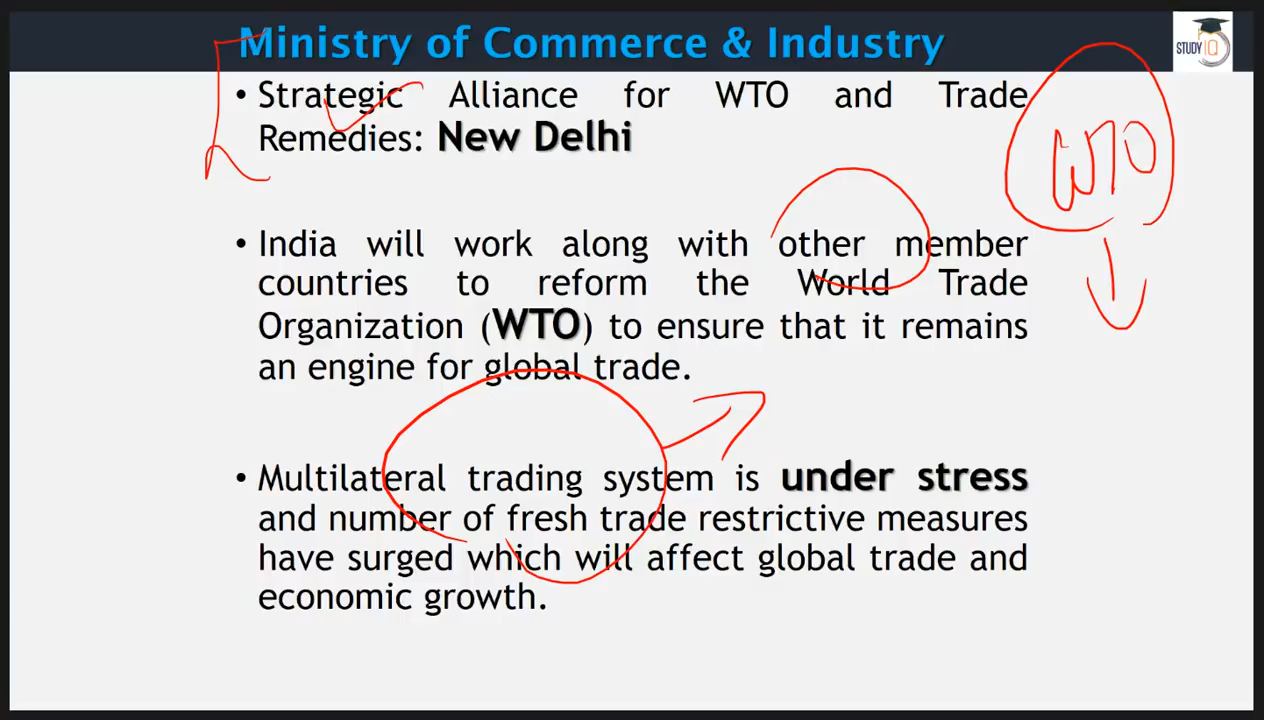 Ministry of Commerce & Industry
STUDY IQ
• Strategic Alliance for WTO and Trade
Remedies: New Delhi
WTO
• India will work along with other member
countries to reform the World Trade
Organization (WTO) to ensure that it remains
an engine for global trade.
• Multilateral trading system is under stress
and number of fresh trade restrictive measures
have surged which will affect global trade and
economic growth.